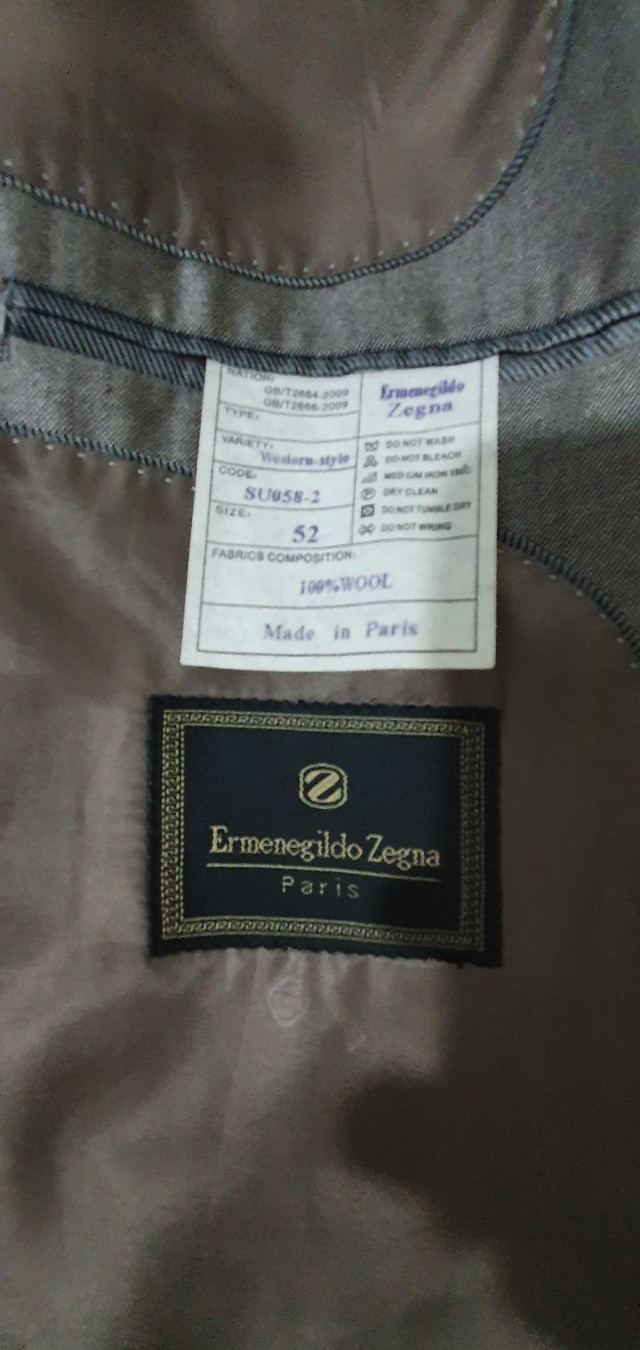 NATION:
GB/T2664-2009
GB/T2666-2009
TYPE:
VARIETY:
Western-style
CODE:
SU058-2
SIZE:
52
Ermenegildo
Zegna
DO NOT WASH
DO NOT BLEACH
MEDIUM IRON
DRY CLEAN
DO NOT TUMBLE DRY
DO NOT WRING
FABRICS COMPOSITION:
100%WOOL
Made in Paris
Z
Ermenegildo Zegna
Paris